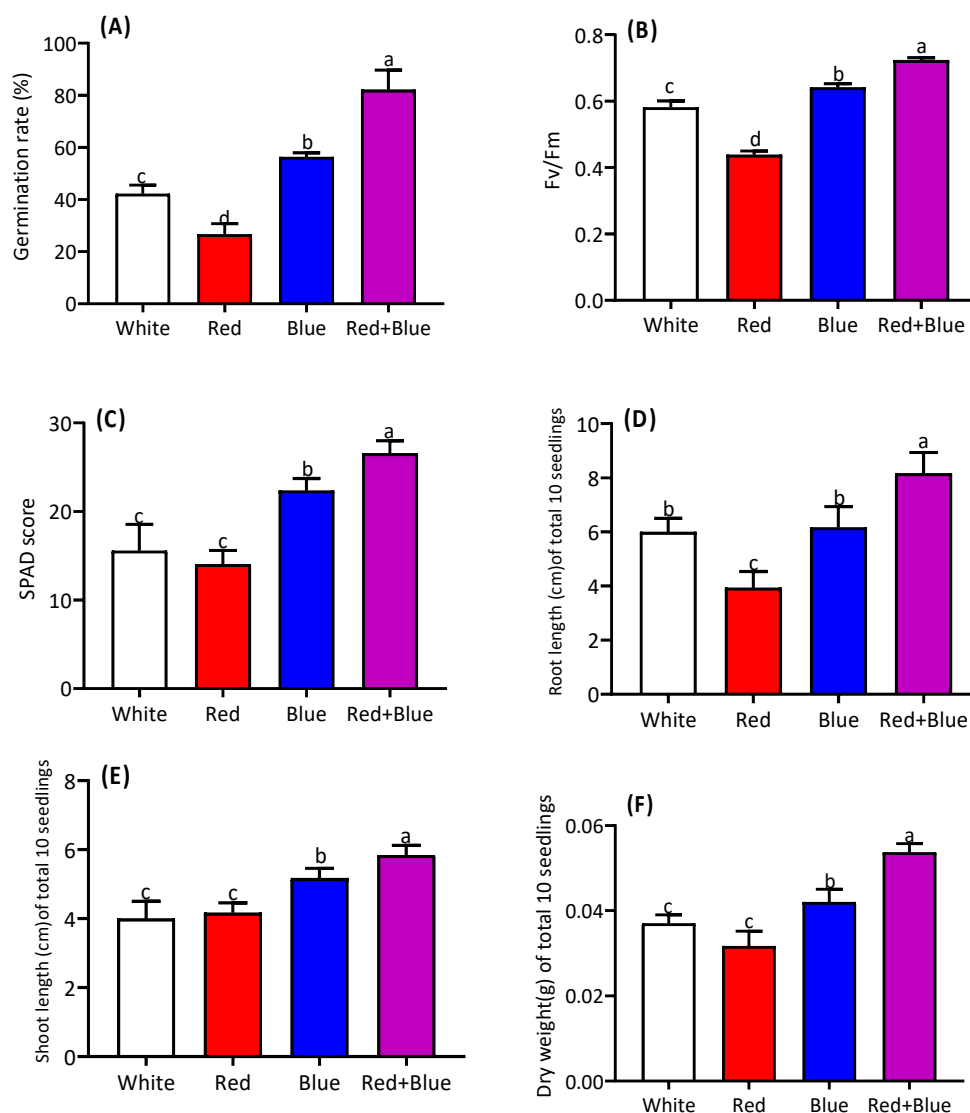 (A)
Germination rate (%)
100
80
60
40
20
0
c
d
b
a
White Red Blue Red+Blue
(B)
Fv/Fm
0.8
0.6
0.4
0.2
0.0
c
d
b
a
White Red Blue Red+Blue
(C)
SPAD score
30
20
10
0
c
c
b
a
White Red Blue Red+Blue
(D)
Root length (cm)of total 10 seedlings
10
8
6
4
2
0
b
c
b
a
White Red Blue Red+Blue
(E)
Shoot length (cm)of total 10 seedlings
8
6
4
2
0
c
c
b
a
White Red Blue Red+Blue
(F)
Dry weight(g) of total 10 seedlings
0.06
0.04
0.02
0.00
c
c
b
a
White Red Blue Red+Blue